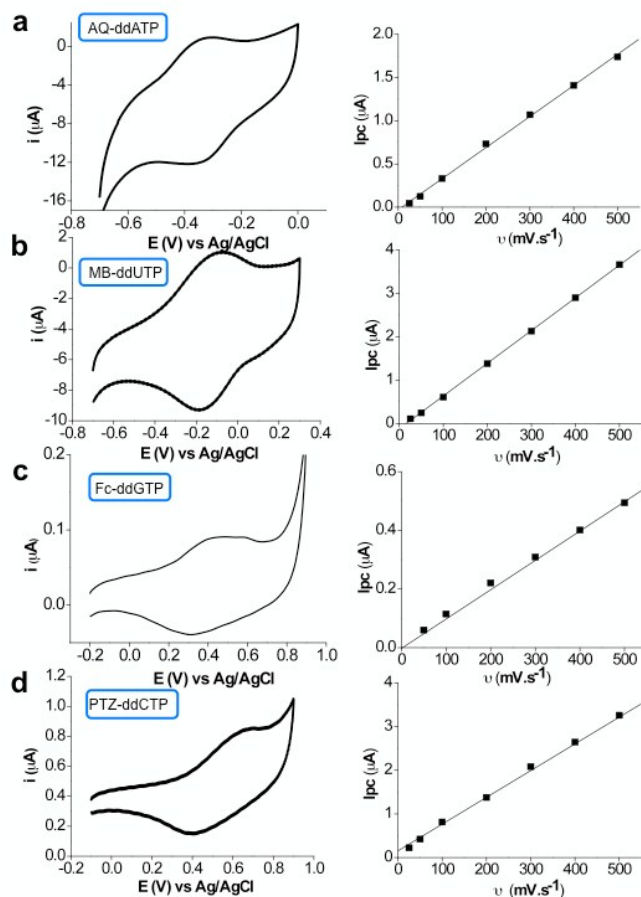 a
AQ-ddATP
0
-4
-8
-12
-16
i (μA)
-0.8 -0.6 -0.4 -0.2 0.0
E (V) vs Ag/AgCl
2.0
1.5
1.0
0.5
0.0
Ipc (μA)
100 200 300 400 500
υ (mV.s-1)
b
MB-ddUTP
2
0
-2
-4
-6
-8
-10
i (μA)
-0.8 -0.6 -0.4 -0.2 0.0 0.2 0.4
E (V) vs Ag/AgCl
4
3
2
1
0
Ipc (μA)
0 100 200 300 400 500
υ (mV.s-1)
c
Fc-ddGTP
0.2
0.1
0.0
i (μA)
-0.2 0.0 0.2 0.4 0.6 0.8 1.0
E (V) vs Ag/AgCl
0.6
0.4
0.2
0.0
Ipc (μA)
0 100 200 300 400 500
υ (mV.s-1)
d
PTZ-ddCTP
1.2
1.0
0.8
0.6
0.4
0.2
0.0
i (μA)
-0.2 0.0 0.2 0.4 0.6 0.8 1.0
E (V) vs Ag/AgCl
4
3
2
1
0
Ipc (μA)
0 100 200 300 400 500
υ (mV.s-1)